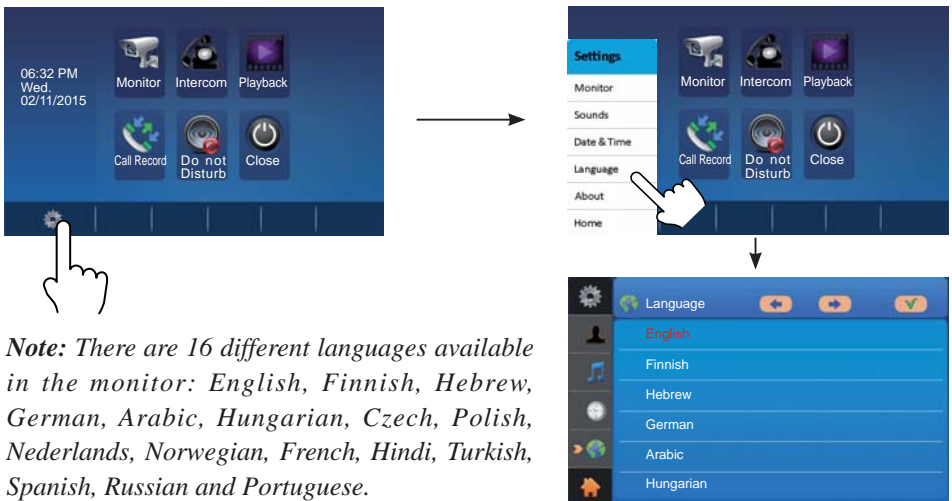 06:32 PM
Wed.
02/11/2015
Monitor Intercom Playback
Call Record Do not Disturb Close
Settings
Monitor
Sounds
Date & Time
Language
About
Home
Monitor Intercom Playback
Call Record Do not Disturb Close
Note: There are 16 different languages available
in the monitor: English, Finnish, Hebrew,
German, Arabic, Hungarian, Czech, Polish,
Nederlands, Norwegian, French, Hindi, Turkish,
Spanish, Russian and Portuguese.
Language
English
Finnish
Hebrew
German
Arabic
Hungarian